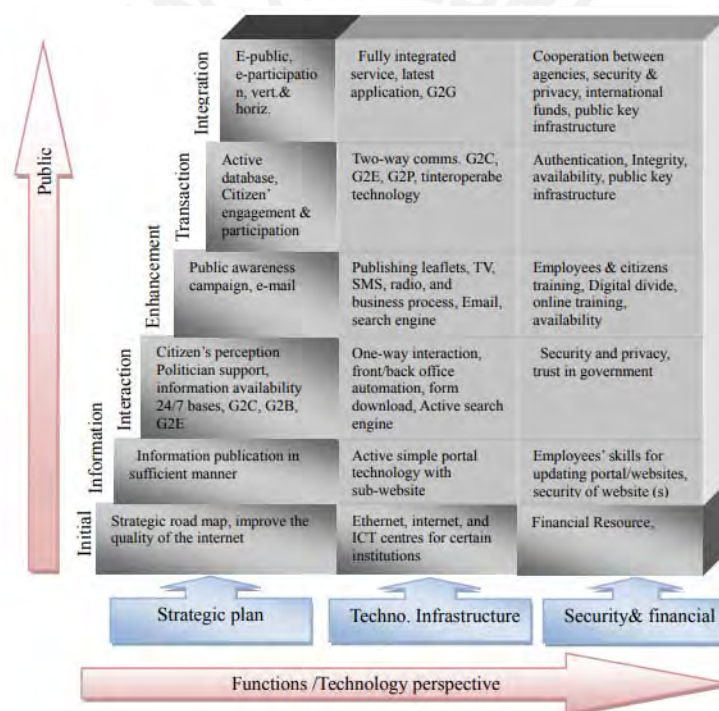 Public
Integration
E-public,
e-participatio
n, vert.&
horiz.
Fully integrated
service, latest
application, G2G
Cooperation between
agencies, security &
privacy, international
funds, public key
infrastructure
Transaction
Active
database,
Citizen'
engagement &
participation
Two-way comms. G2C,
G2E, G2P, tinteroperabe
technology
Authentication, Integrity,
availability, public key
infrastructure
Enhancement
Public awareness
campaign, e-mail
Publishing leaflets, TV,
SMS, radio, and
business process, Email,
search engine
Employees & citizens
training, Digital divide,
online training,
availability
Interaction
Citizen's perception
Politician support,
information availability
24/7 bases, G2C, G2B,
G2E
One-way interaction,
front/back office
automation, form
download, Active search
engine
Security and privacy,
trust in government
Information
Information publication in
sufficient manner
Active simple portal
technology with
sub-website
Employees' skills for
updating portal/websites,
security of website (s)
Initial
Strategic road map, improve the
quality of the internet
Ethernet, internet, and
ICT centres for certain
institutions
Financial Resource,
Strategic plan
Techno. Infrastructure
Security& financial
Functions /Technology perspective